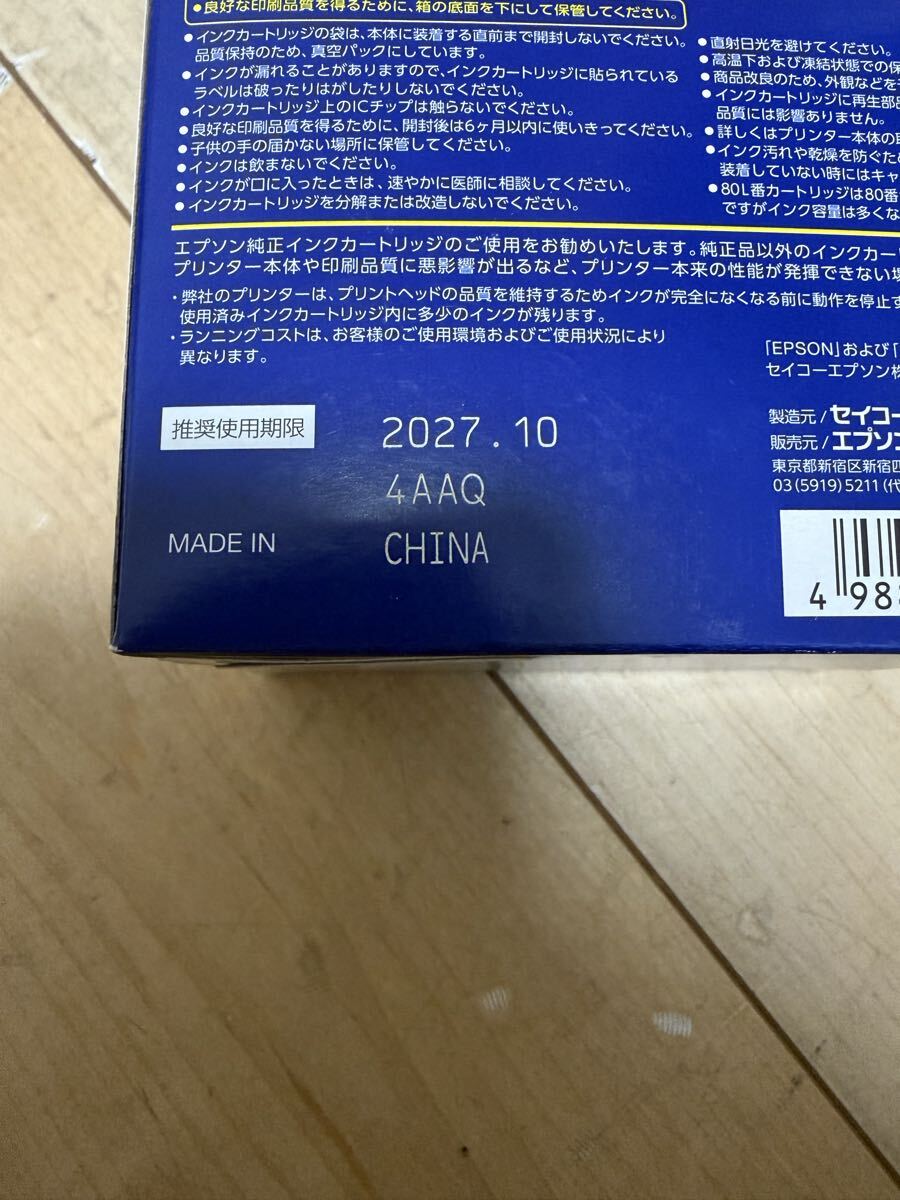 ●良好な印刷品質を得るために、箱の底面を下にして保管してください。
●インクカートリッジの袋は、本体に装着する直前まで開封しないでください。
品質保持のため、真空パックにしています。
●インクが漏れることがありますので、インクカートリッジに貼られている
ラベルは破ったりはがしたりしないでください。
●インクカートリッジ上のICチップは触らないでください。
●良好な印刷品質を得るために、開封後は6ヶ月以内に使いきってください。
●子供の手の届かない場所に保管してください。
●インクは飲まないでください。
●インクが口に入ったときは、速やかに医師に相談してください。
●インクカートリッジを分解または改造しないでください。
●直射日光を避けてください。
●高温下および凍結状態での保
●商品改良のため、外観などを
●インクカートリッジに再生部
品質には影響ありません。
●詳しくはプリンター本体の取
●インク汚れや乾燥を防ぐため
装着していない時にはキャ
●80L番カートリッジは80番
ですがインク容量は多くな
エプソン純正インクカートリッジのご使用をお勧めいたします。純正品以外のインクカー
プリンター本体や印刷品質に悪影響が出るなど、プリンター本来の性能が発揮できない場
・弊社のプリンターは、プリントヘッドの品質を維持するためインクが完全になくなる前に動作を停止す
使用済みインクカートリッジ内に多少のインクが残ります。
・ランニングコストは、お客様のご使用環境およびご使用状況により
異なります。
「EPSON」および「
セイコーエプソン株
推奨使用期限 2027.10
4AAQ
MADE IN CHINA
製造元/セイコー
販売元/エプソン
東京都新宿区新宿四
03(5919)5211(代
4 988